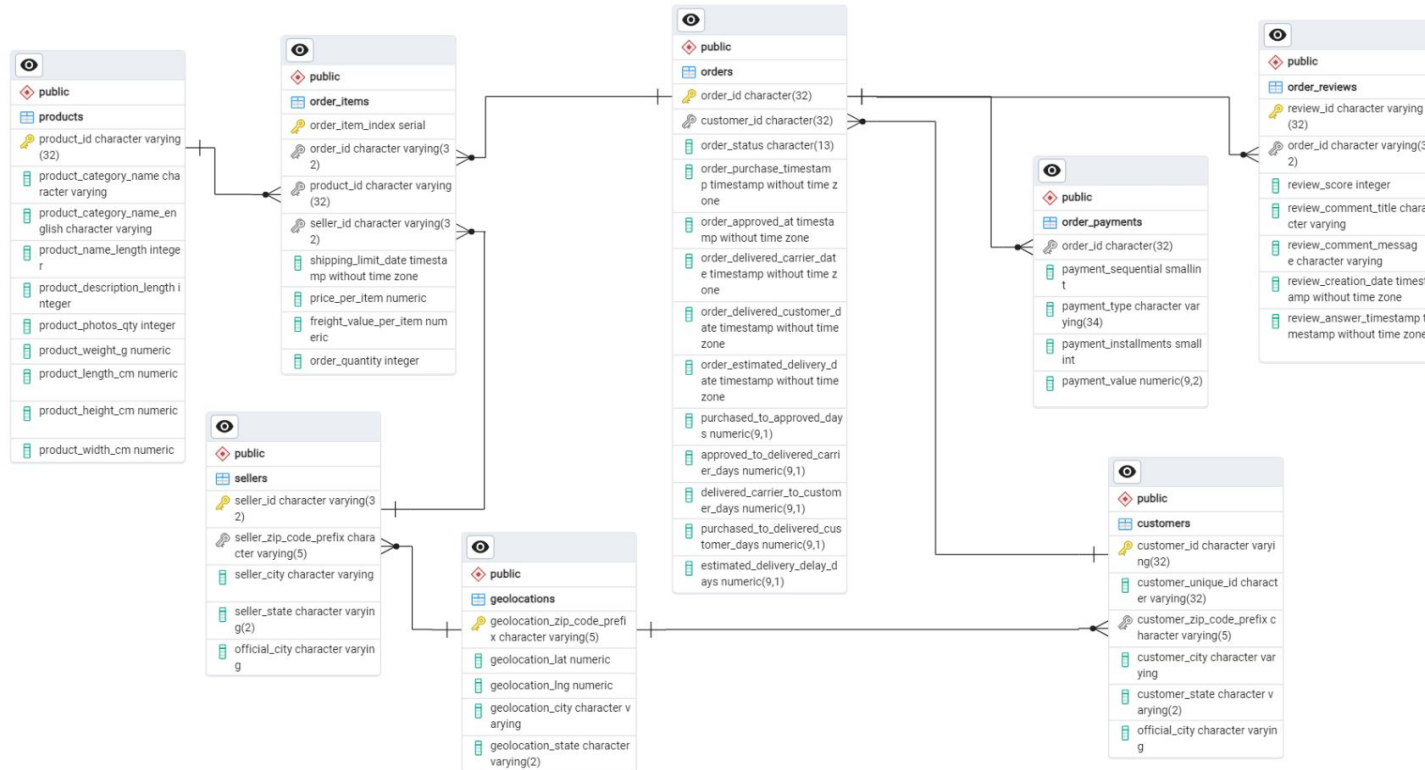 public
products
product_id character varying
(32)
product_category_name cha
racter varying
product_category_name_en
glish character varying
product_name_length intege
r
product_description_length i
nteger
product_photos_qty integer
product_weight_g numeric
product_length_cm numeric
product_height_cm numeric
product_width_cm numeric
public
order_items
order_item_index serial
order_id character varying(3
2)
product_id character varying
(32)
seller_id character varying(3
2)
shipping_limit_date timesta
mp without time zone
price_per_item numeric
freight_value_per_item num
eric
order_quantity integer
public
sellers
seller_id character varying(3
2)
seller_zip_code_prefix chara
cter varying(5)
seller_city character varying
seller_state character varyin
g(2)
official_city character varyin
g
public
geolocations
geolocation_zip_code_prefi
x character varying(5)
geolocation_lat numeric
geolocation_lng numeric
geolocation_city character v
arying
geolocation_state character
varying(2)
public
orders
order_id character(32)
customer_id character(32)
order_status character(13)
order_purchase_timestam
p timestamp without time z
one
order_approved_at timesta
mp without time zone
order_delivered_carrier_dat
e timestamp without time z
one
order_delivered_customer_d
ate timestamp without time
zone
order_estimated_delivery_d
ate timestamp without time
zone
purchased_to_approved_day
s numeric(9,1)
approved_to_delivered_carri
er_days numeric(9,1)
delivered_carrier_to_custom
er_days numeric(9,1)
purchased_to_delivered_cus
tomer_days numeric(9,1)
estimated_delivery_delay_d
ays numeric(9,1)
public
order_payments
order_id character(32)
payment_sequential smallin
t
payment_type character var
ying(34)
payment_installments small
int
payment_value numeric(9,2)
public
order_reviews
review_id character varying
(32)
order_id character varying(3
2)
review_score integer
review_comment_title chara
cter varying
review_comment_messag
e character varying
review_creation_date timest
amp without time zone
review_answer_timestamp t
mestamp without time zone
public
customers
customer_id character varyi
ng(32)
customer_unique_id charact
er varying(32)
customer_zip_code_prefix c
haracter varying(5)
customer_city character var
ying
customer_state character v
arying(2)
official_city character varyin
g